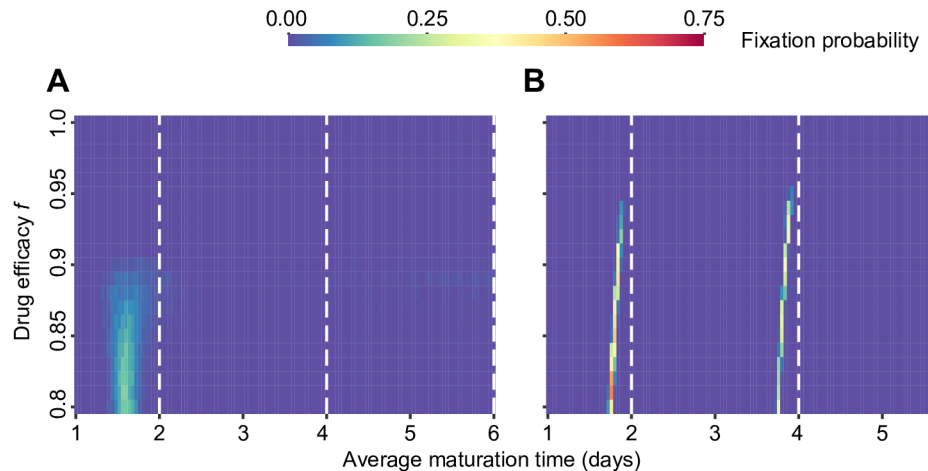 0.00 0.25 0.50 0.75
Fixation probability
A B
1.0
0.95
0.9
0.85
0.8
Drug efficacy f
1 2 3 4 5 6 1 2 3 4 5
Average maturation time (days)